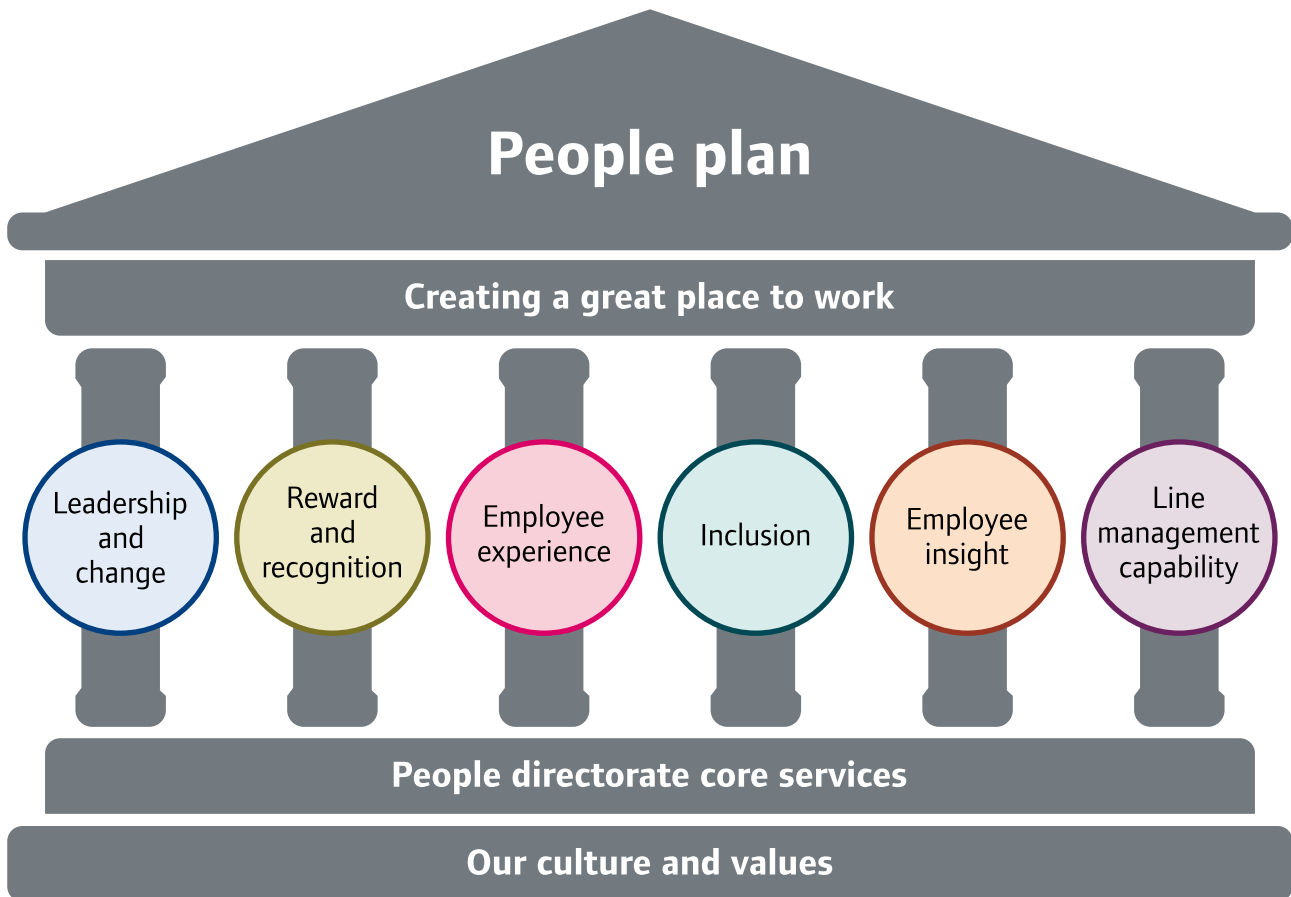 People plan
Creating a great place to work
Leadership
and
change
Reward
and
recognition
Employee
experience
Inclusion
Employee
insight
Line
management
capability
People directorate core services
Our culture and values